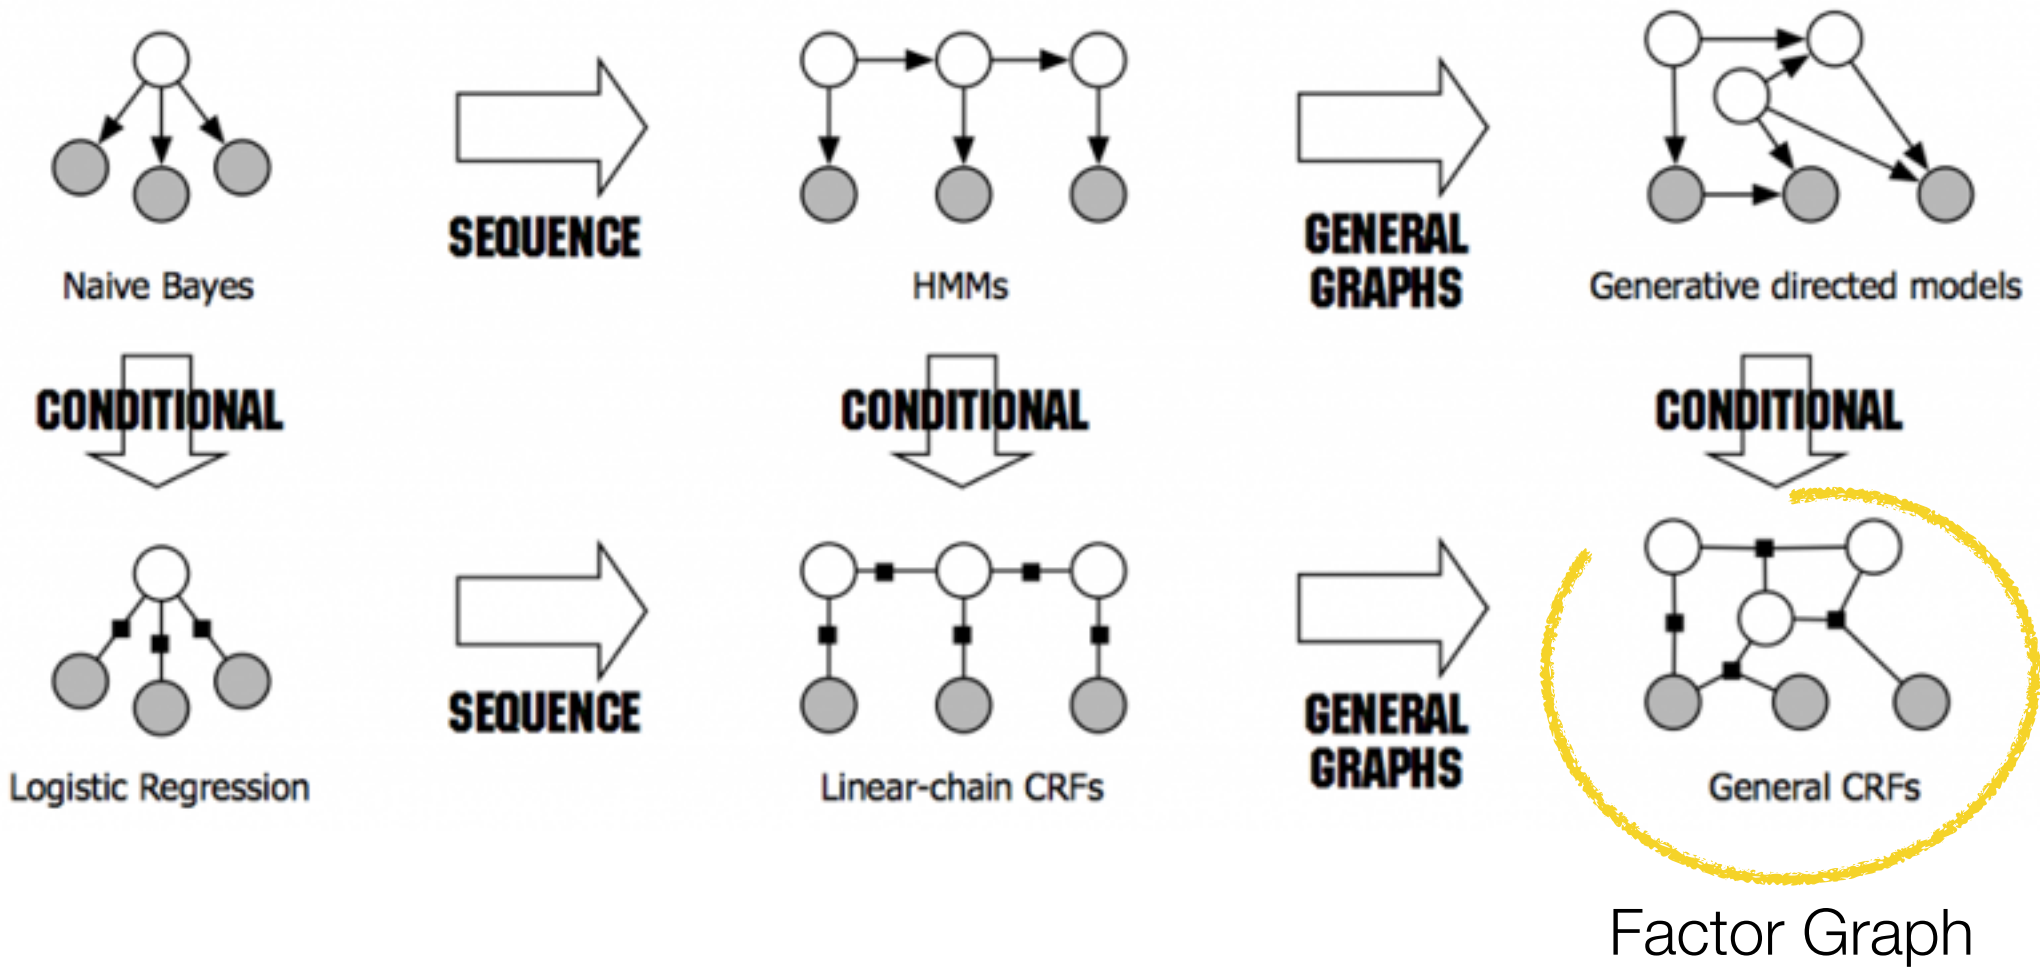 SEQUENCE
GENERAL
GRAPHS
Naive Bayes
HMMs
Generative directed models
CONDITIONAL
CONDITIONAL
CONDITIONAL
SEQUENCE
GENERAL
GRAPHS
Logistic Regression
Linear-chain CRFs
General CRFs
Factor Graph